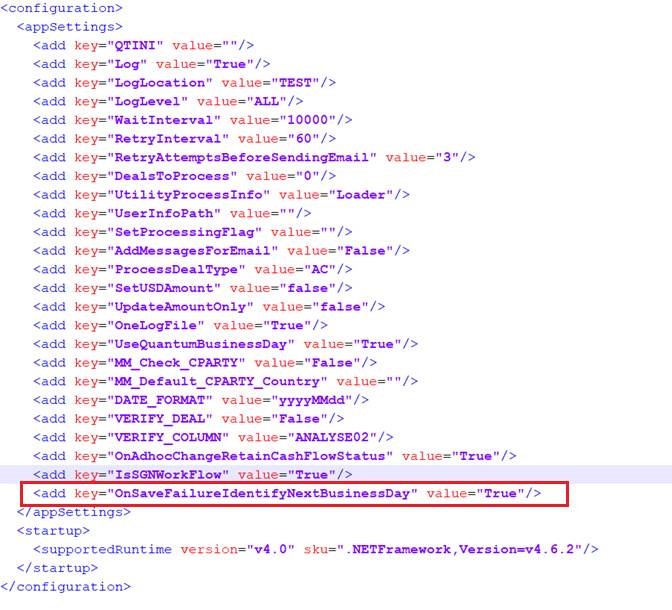 <configuration>
<appSettings>
<add key="QTINI" value=""/>
<add key="Log" value="True"/>
<add key="LogLocation" value="TEST"/>
<add key="LogLevel" value="ALL"/>
<add key="WaitInterval" value="10000"/>
<add key="RetryInterval" value="60"/>
<add key="RetryAttemptsBeforeSendingEmail" value="3"/>
<add key="DealsToProcess" value="0"/>
<add key="UtilityProcessInfo" value="Loader"/>
<add key="UserInfoPath" value=""/>
<add key="SetProcessingFlag" value=""/>
<add key="AddMessagesForEmail" value="False"/>
<add key="ProcessDealType" value="AC"/>
<add key="SetUSDAmount" value="false"/>
<add key="UpdateAmountOnly" value="false"/>
<add key="OneLogFile" value="True"/>
<add key="UseQuantumBusinessDay" value="True"/>
<add key="MM_Check_CPARTY" value="False"/>
<add key="MM_Default_CPARTY_Country" value=""/>
<add key="DATE_FORMAT" value="yyyyMMdd"/>
<add key="VERIFY_DEAL" value="False"/>
<add key="VERIFY_COLUMN" value="ANALYSE02"/>
<add key="OnAdhocChangeRetainCashFlowStatus" value="True"/>
<add key="IsSGNWorkFlow" value="True"/>
<add key="OnSaveFailureIdentifyNextBusinessDay" value="True"/>
</appSettings>
<startup>
<supportedRuntime version="v4.0" sku=".NETFramework,Version=v4.6.2"/>
</startup>
</configuration>